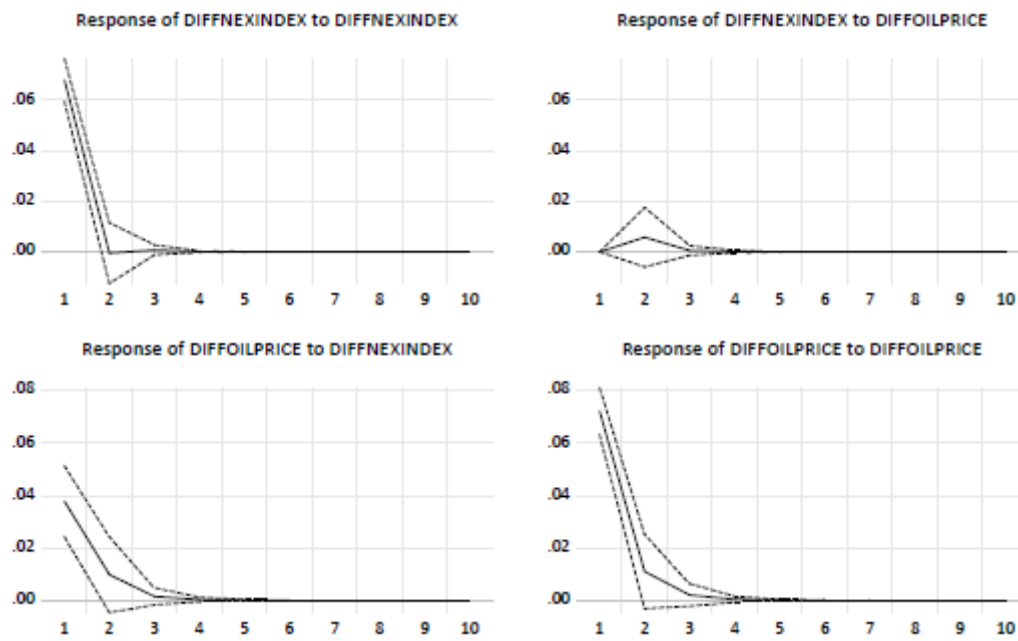 Response of DIFFNEXINDEX to DIFFNEXINDEX
.06
.04
.02
.00
1 2 3 4 5 6 7 8 9 10
Response of DIFFNEXINDEX to DIFFOILPRICE
.06
.04
.02
.00
1 2 3 4 5 6 7 8 9 10
Response of DIFFOILPRICE to DIFFNEXINDEX
.08
.06
.04
.02
.00
1 2 3 4 5 6 7 8 9 10
Response of DIFFOILPRICE to DIFFOILPRICE
.08
.06
.04
.02
.00
1 2 3 4 5 6 7 8 9 10